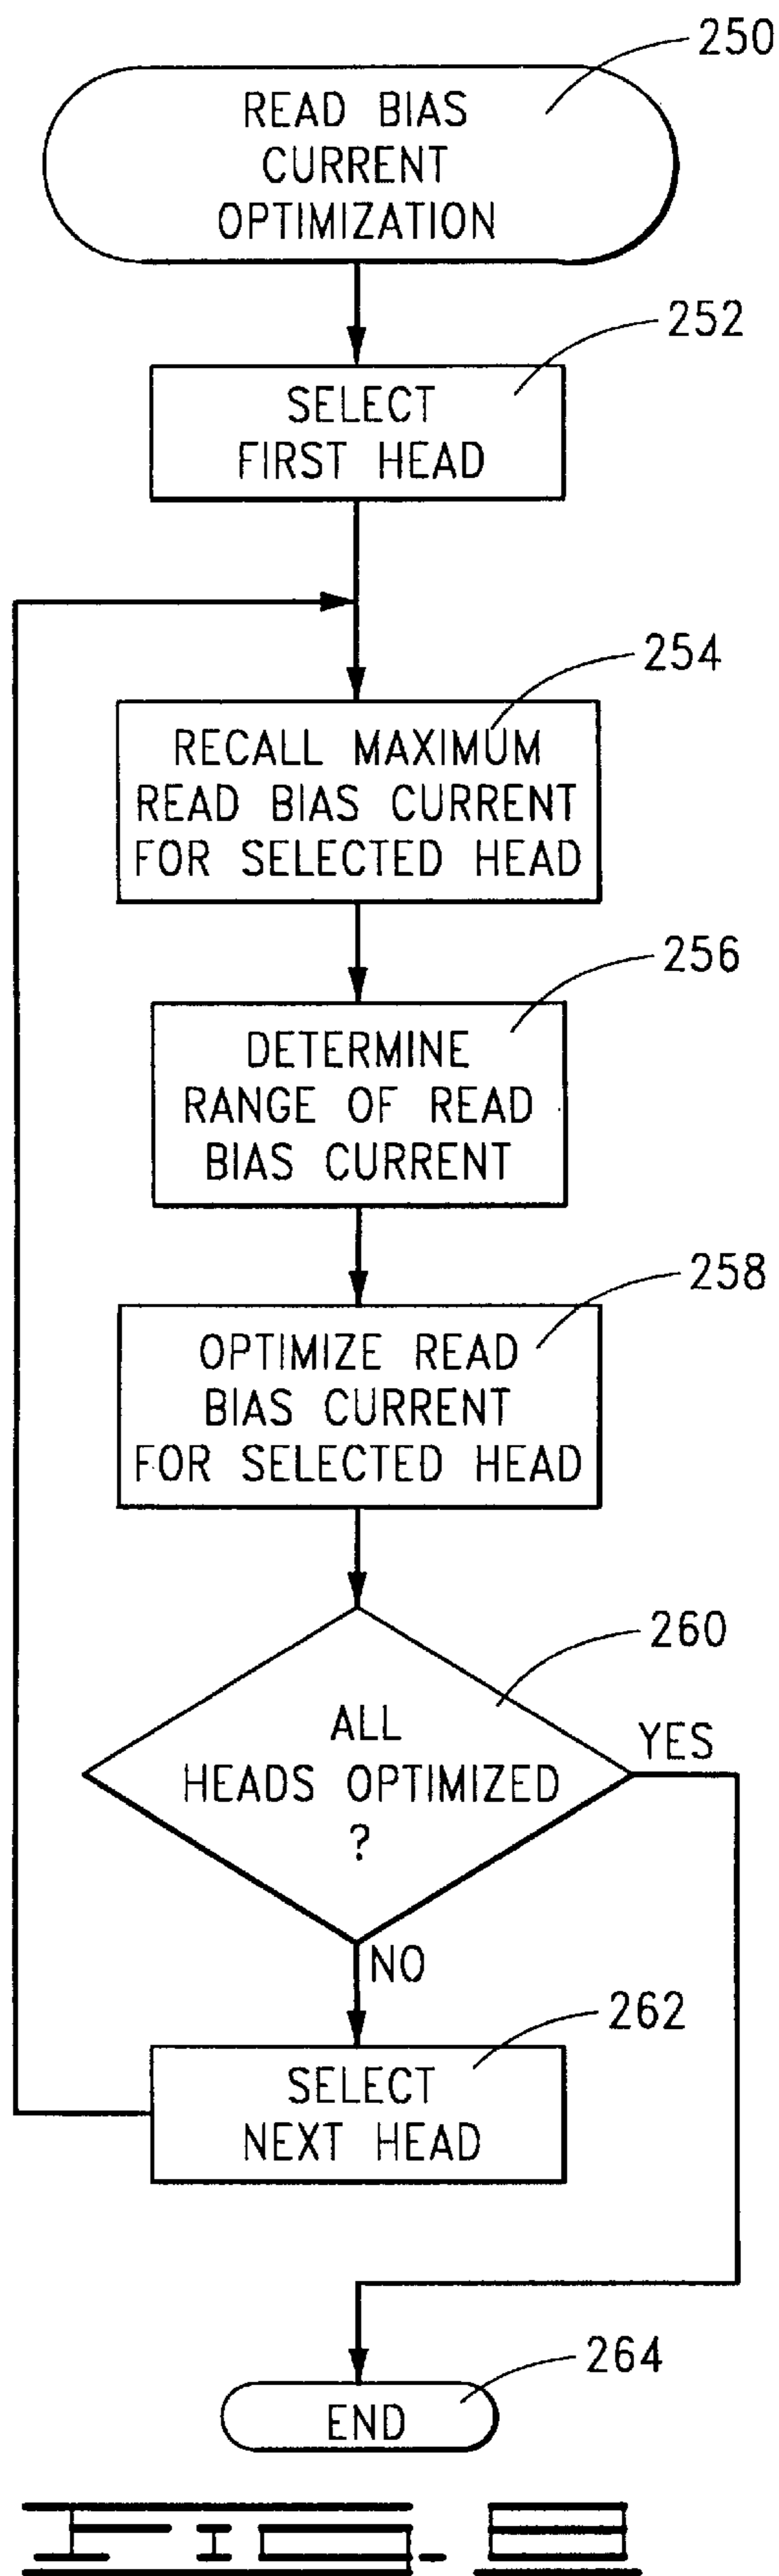 250
READ BIAS
CURRENT
OPTIMIZATION
252
SELECT
FIRST HEAD
254
RECALL MAXIMUM
READ BIAS CURRENT
FOR SELECTED HEAD
256
DETERMINE
RANGE OF READ
BIAS CURRENT
258
OPTIMIZE READ
BIAS CURRENT
FOR SELECTED HEAD
260
ALL
HEADS OPTIMIZED
?
YES
NO
262
SELECT
NEXT HEAD
264
END